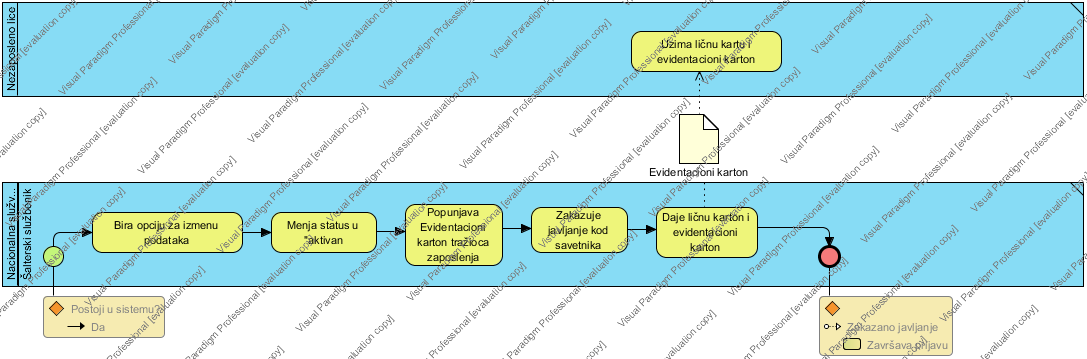 Nezaposleno lice
Uzima ličnu kartu i
evidentacioni karton
Evidentacioni karton
Nacionalna služv...
Šalterski službenik
Bira opciju za izmenu
podataka
Menja status u
"aktivan
Popunjava
Evidentacioni
karton tražioca
zaposlenja
Zakazuje
javljanje kod
savetnika
Daje ličnu karton i
evidentacioni
karton
Postoji u sistemu?
Da
Zakazano javljanje
Završava prijavu
Visual Paradigm Professional [evaluation copy]